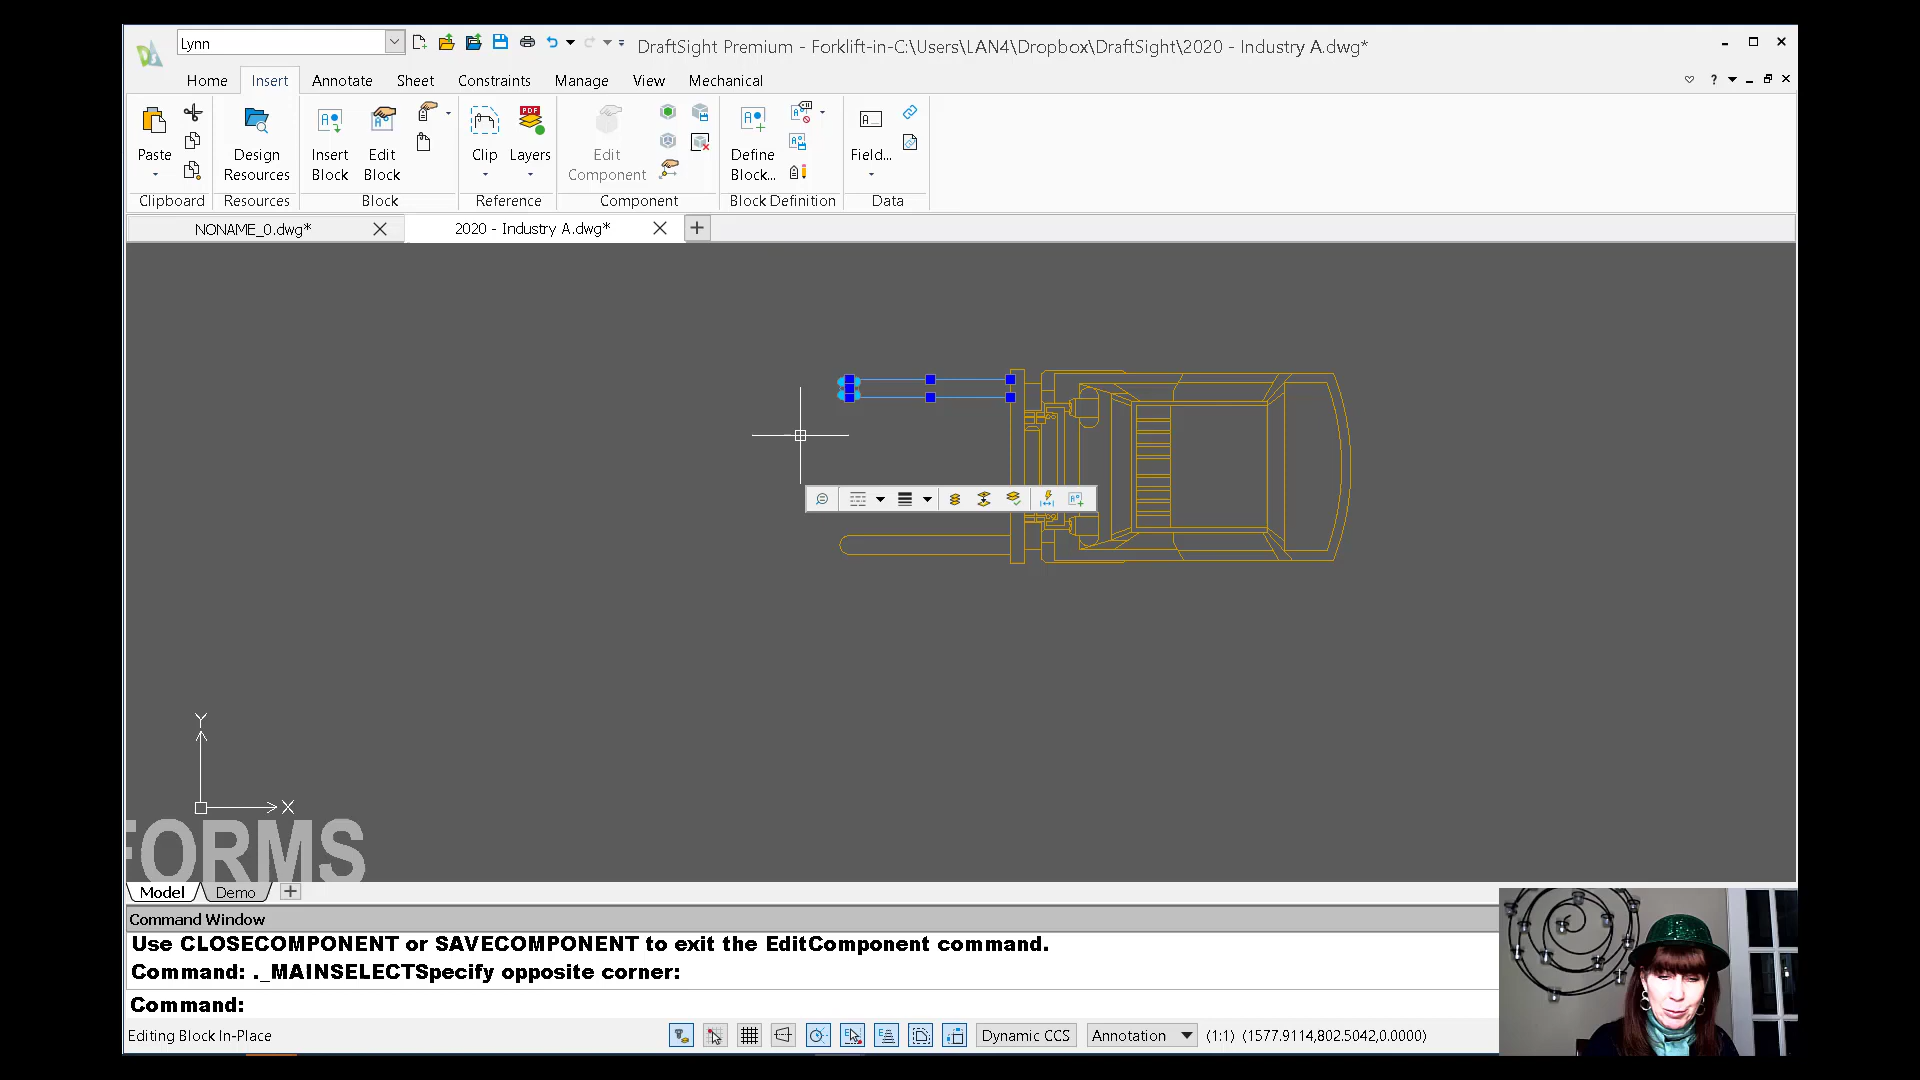 Lynn
DraftSight Premium - Forklift-in-C:\Users\LAN4\Dropbox\DraftSight\2020 - Industry A.dwg*
Home Insert Annotate Sheet Constraints Manage View Mechanical
Paste
Design Resources
Insert Block
Edit Block
Clip
PDF
Layers
Edit Component
Define Block...
Field...
Clipboard Resources Block Reference Component Block Definition Data
NONAME_0.dwg* 2020 - Industry A.dwg*
Y
X
FORMS
Model Demo
Command Window
Use CLOSECOMPONENT or SAVECOMPONENT to exit the EditComponent command.
Command: ._MAINSELECTSpecify opposite corner:
Command:
Editing Block In-Place Dynamic CCS Annotation (1:1) (1577.9114,802.5042,0.0000)